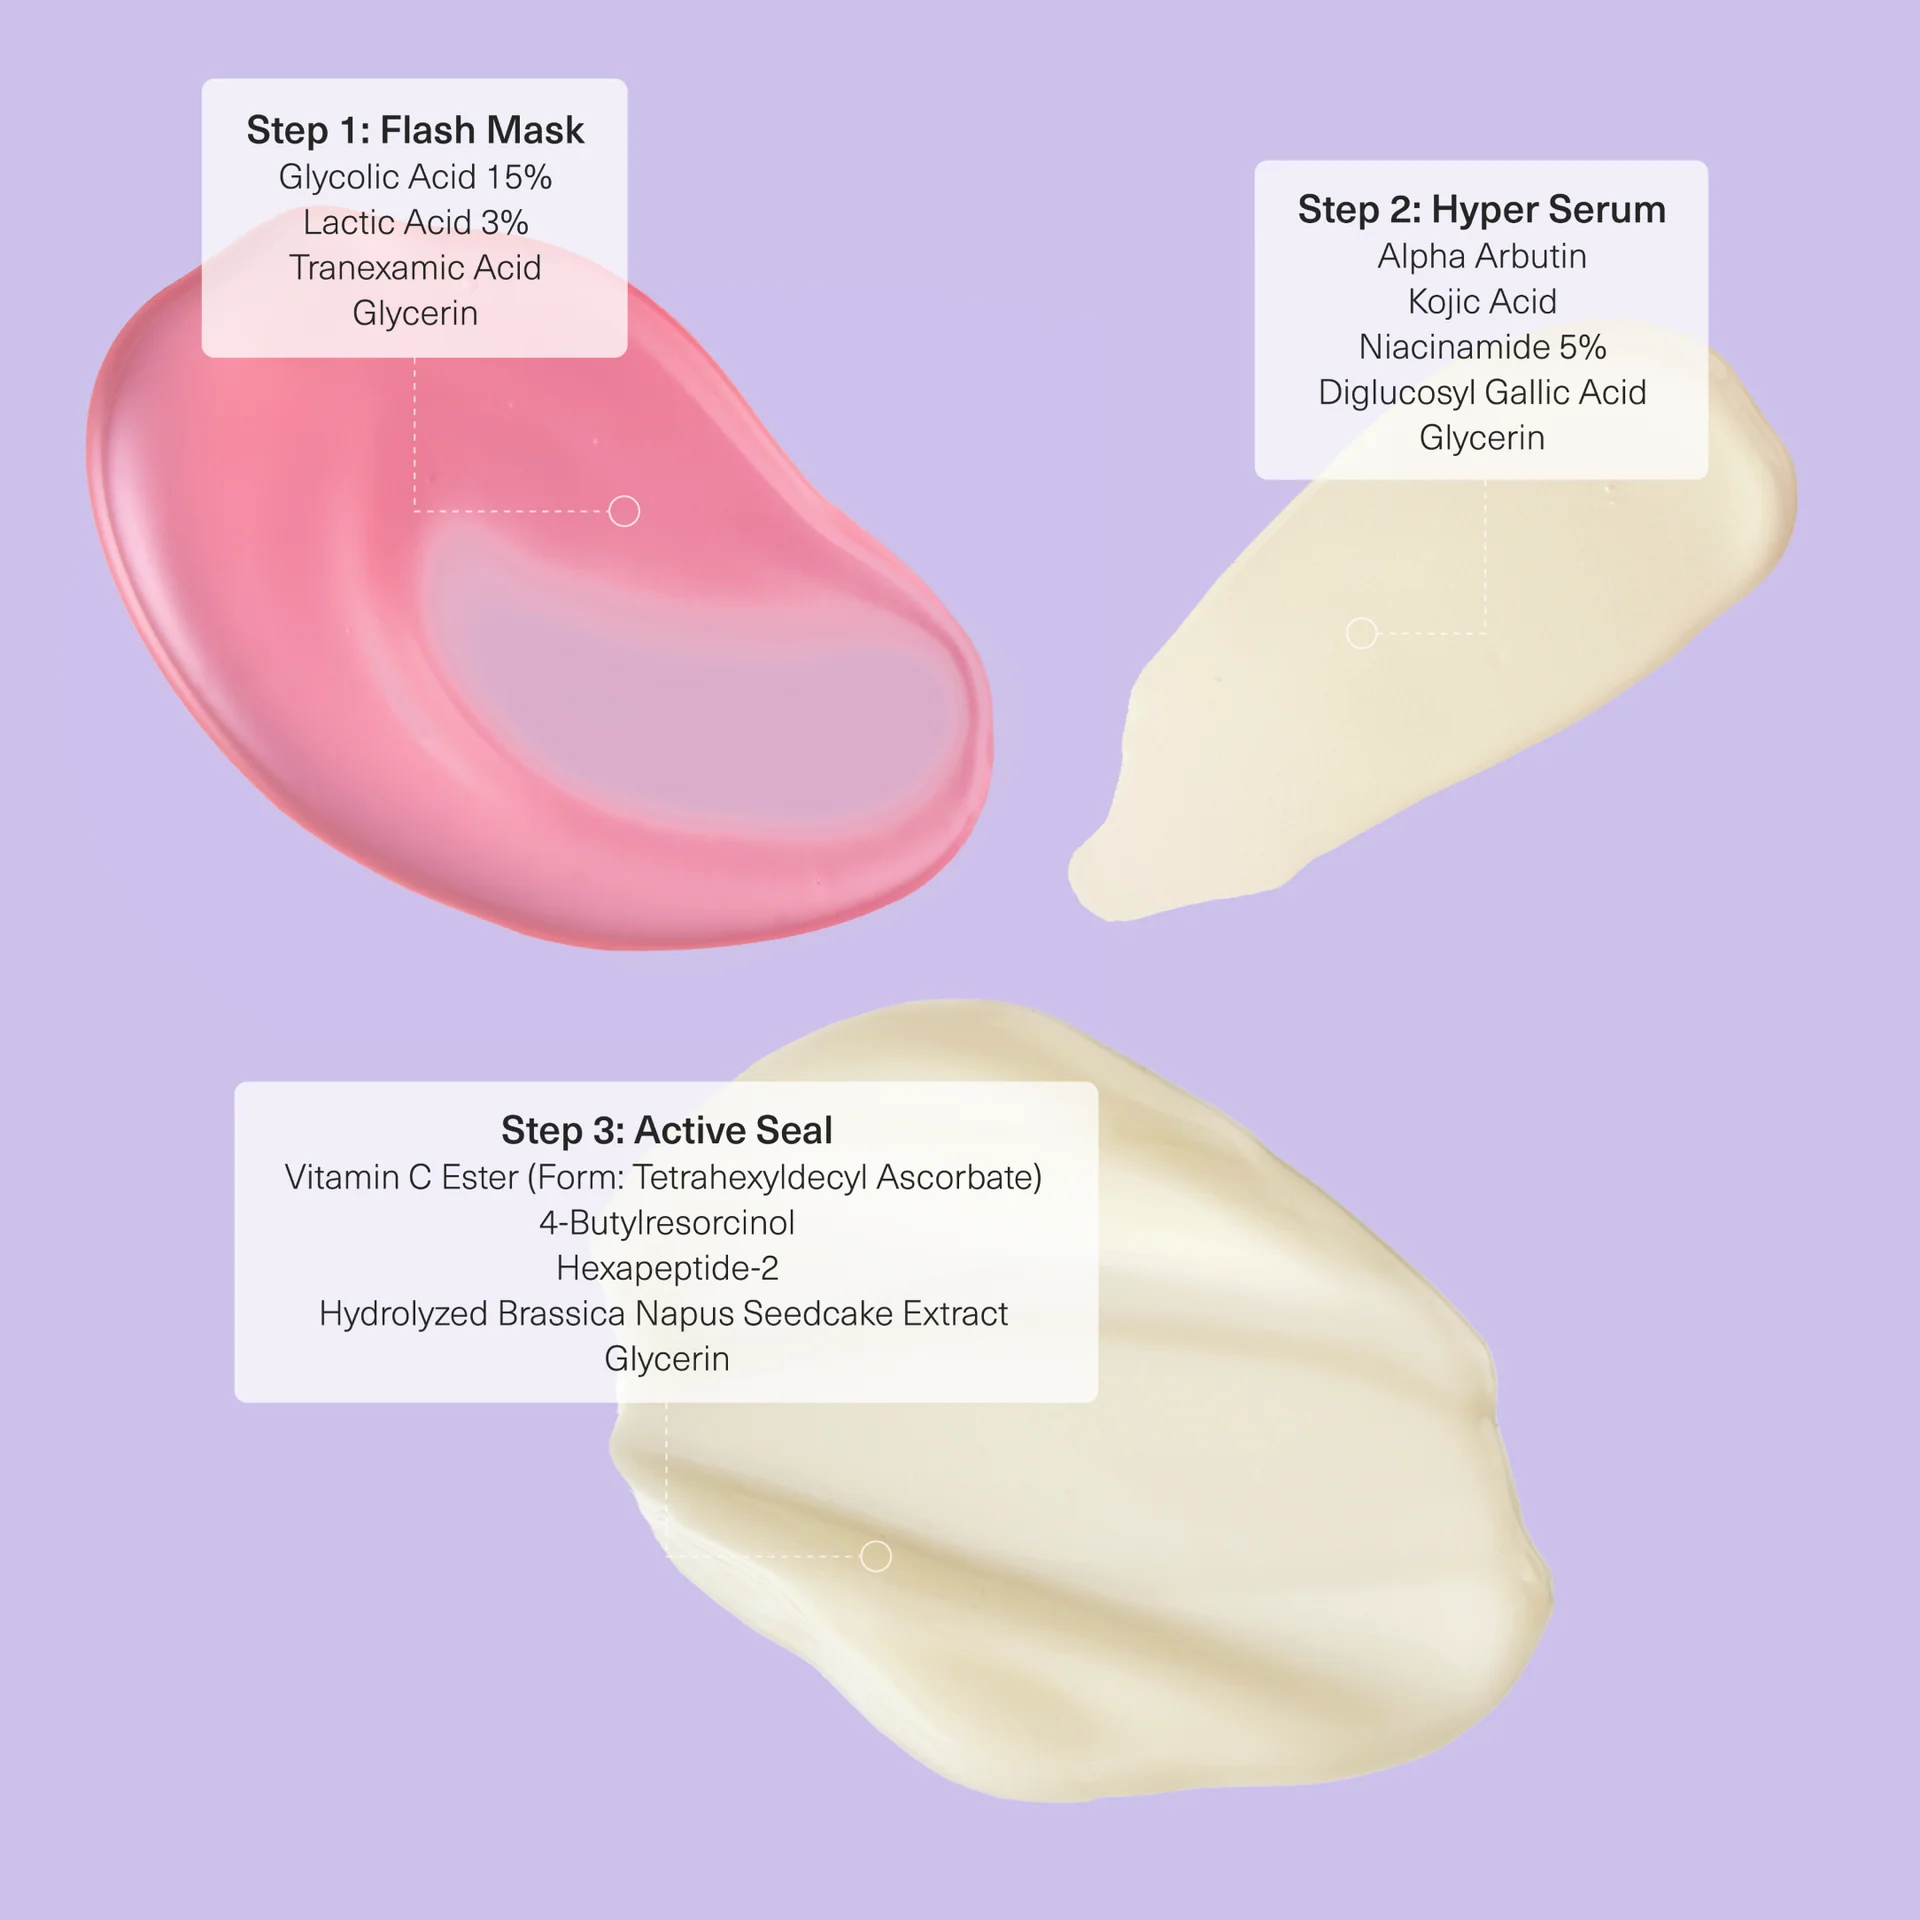 Step 1: Flash Mask
Glycolic Acid 15%
Lactic Acid 3%
Tranexamic Acid
Glycerin
Step 2: Hyper Serum
Alpha Arbutin
Kojic Acid
Niacinamide 5%
Diglucosyl Gallic Acid
Glycerin
Step 3: Active Seal
Vitamin C Ester (Form: Tetrahexyldecyl Ascorbate)
4-Butylresorcinol
Hexapeptide-2
Hydrolyzed Brassica Napus Seedcake Extract
Glycerin